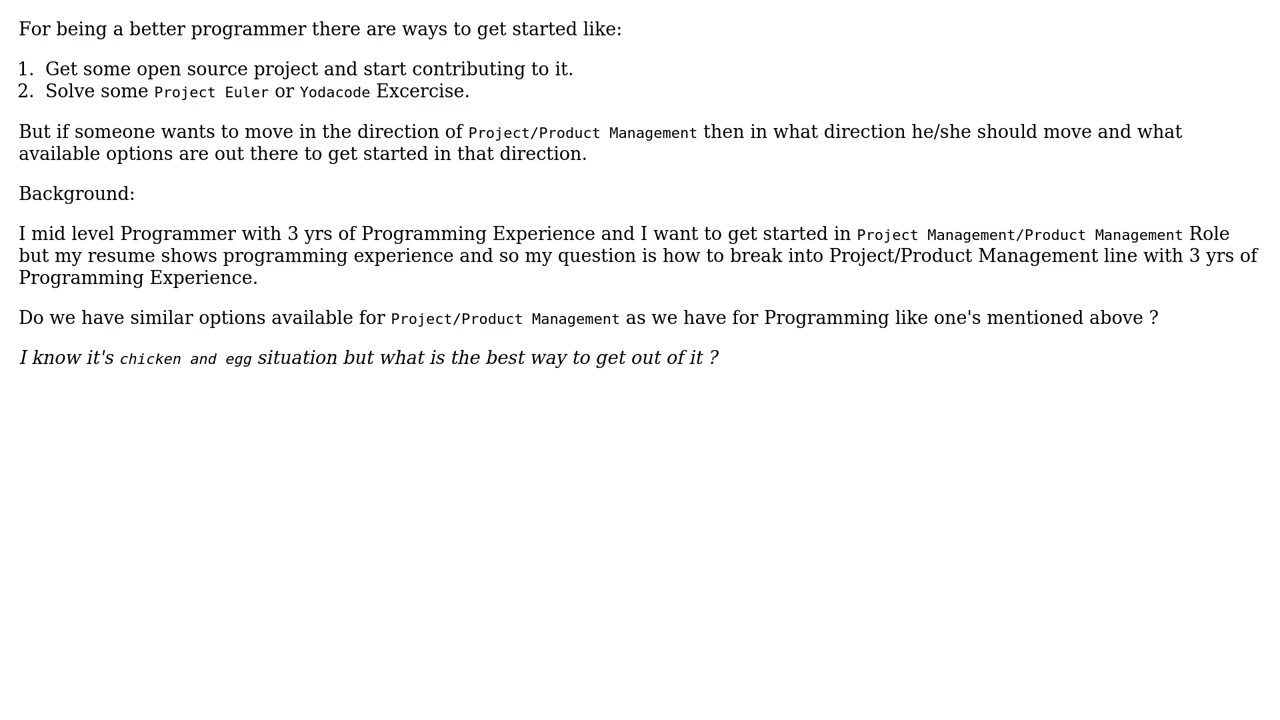 For being a better programmer there are ways to get started like:
1. Get some open source project and start contributing to it.
2. Solve some Project Euler or Yodacode Excercise.
But if someone wants to move in the direction of Project/Product Management then in what direction he/she should move and what
available options are out there to get started in that direction.
Background:
I mid level Programmer with 3 yrs of Programming Experience and I want to get started in Project Management/Product Management Role
but my resume shows programming experience and so my question is how to break into Project/Product Management line with 3 yrs of
Programming Experience.
Do we have similar options available for Project/Product Management as we have for Programming like one's mentioned above ?
I know it's chicken and egg situation but what is the best way to get out of it ?